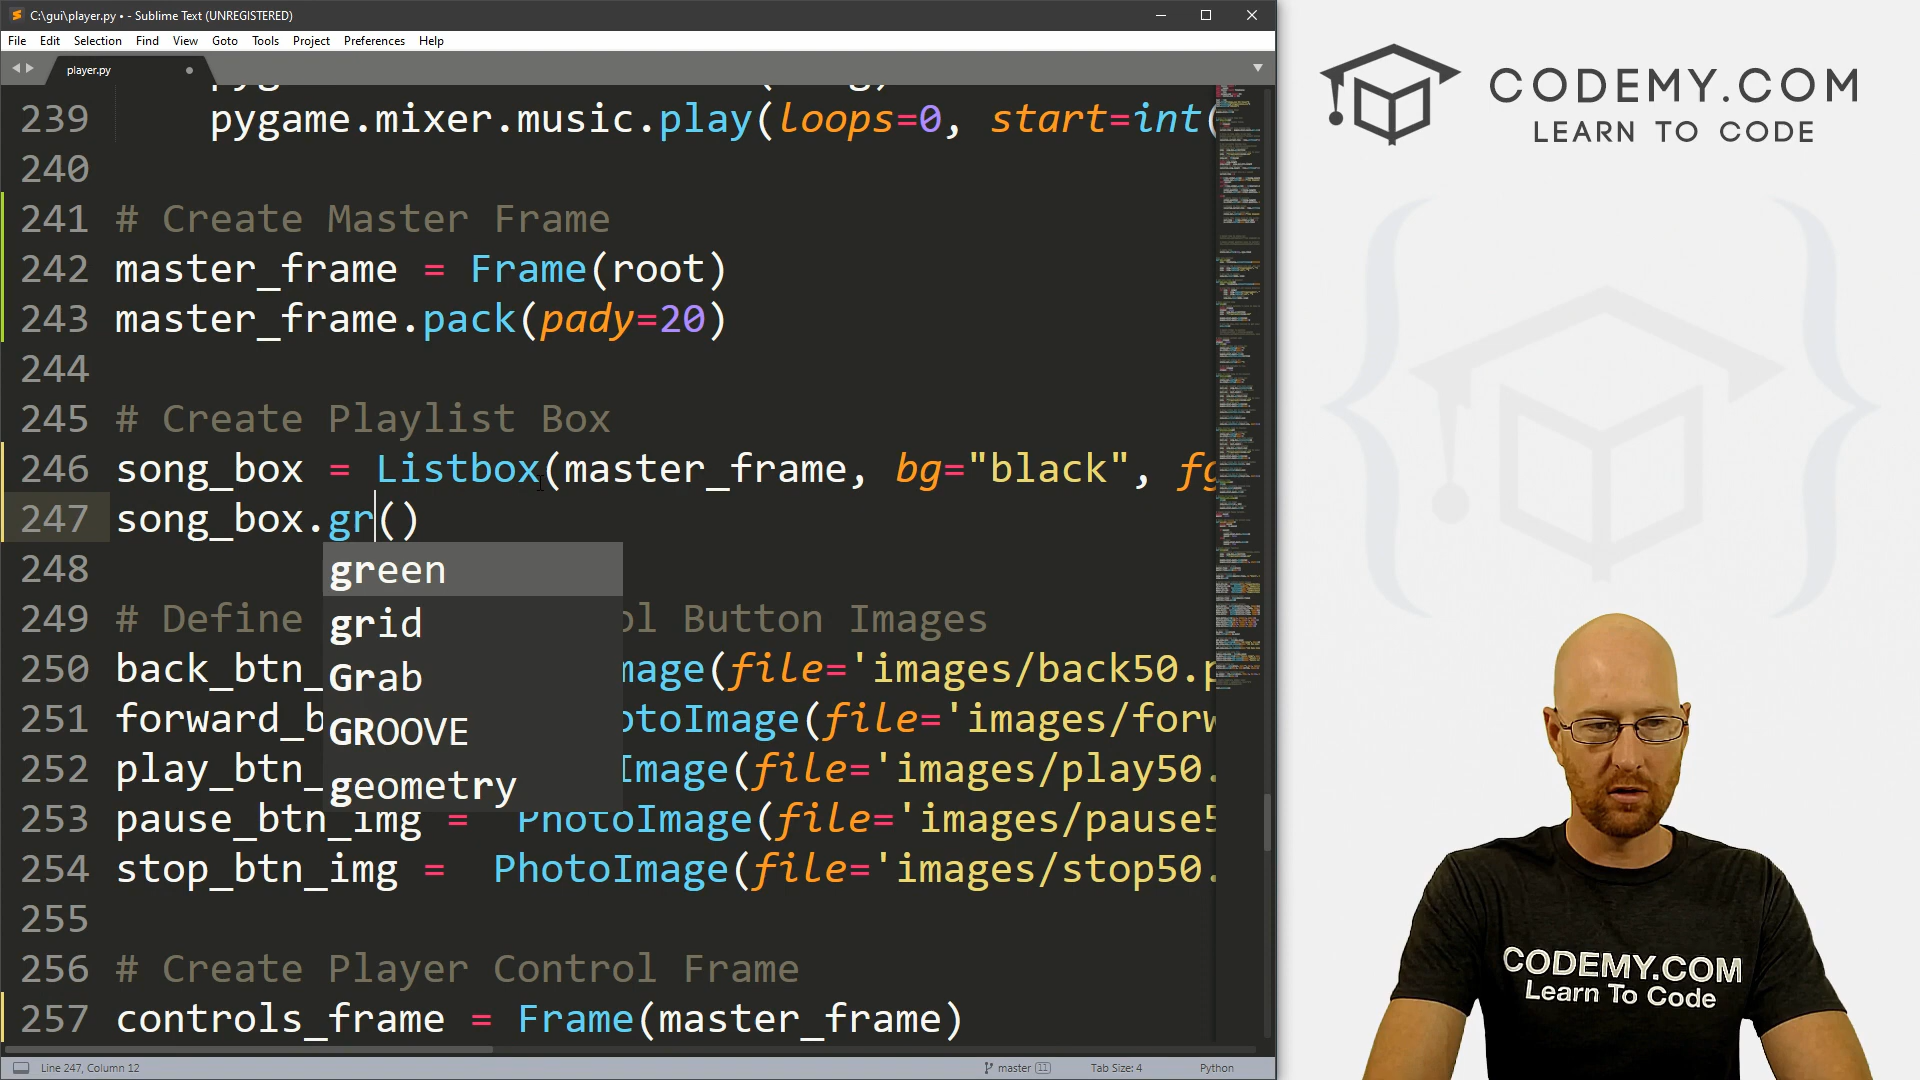 C:\gui\player.py • - Sublime Text (UNREGISTERED)
File Edit Selection Find View Goto Tools Project Preferences Help
player.py
239 pygame.mixer.music.play(loops=0, start=int(
240
241 # Create Master Frame
242 master_frame = Frame(root)
243 master_frame.pack(pady=20)
244
245 # Create Playlist Box
246 song_box = Listbox(master_frame, bg="black", fg
247 song_box.gr()
green
248
grid
249 # Define ol Button Images
Grab
250 back_btn_ mage(file='images/back50.p
GROOVE
251 forward_b otoImage(file='images/forw
geometry
252 play_btn_ Image(file='images/play50.
253 pause_btn_img = PhotoImage(file='images/pause5
254 stop_btn_img = PhotoImage(file='images/stop50.
255
256 # Create Player Control Frame
257 controls_frame = Frame(master_frame)
Line 247, Column 12
master 11
Tab Size: 4
Python
CODEMY.COM
LEARN TO CODE
CODEMY.COM
Learn To Code